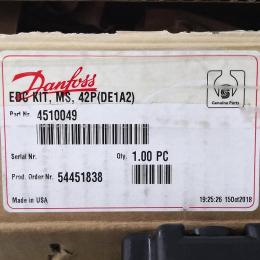 Danfoss
Genuine Parts
EDC KIT, MS, 42P(DE1A2)
Part Nr. 4510049
Serial Nr.
Qty. 1.00 PC
Prod. Order Nr. 54451838
Made in USA
19:25:26 15Oct2018